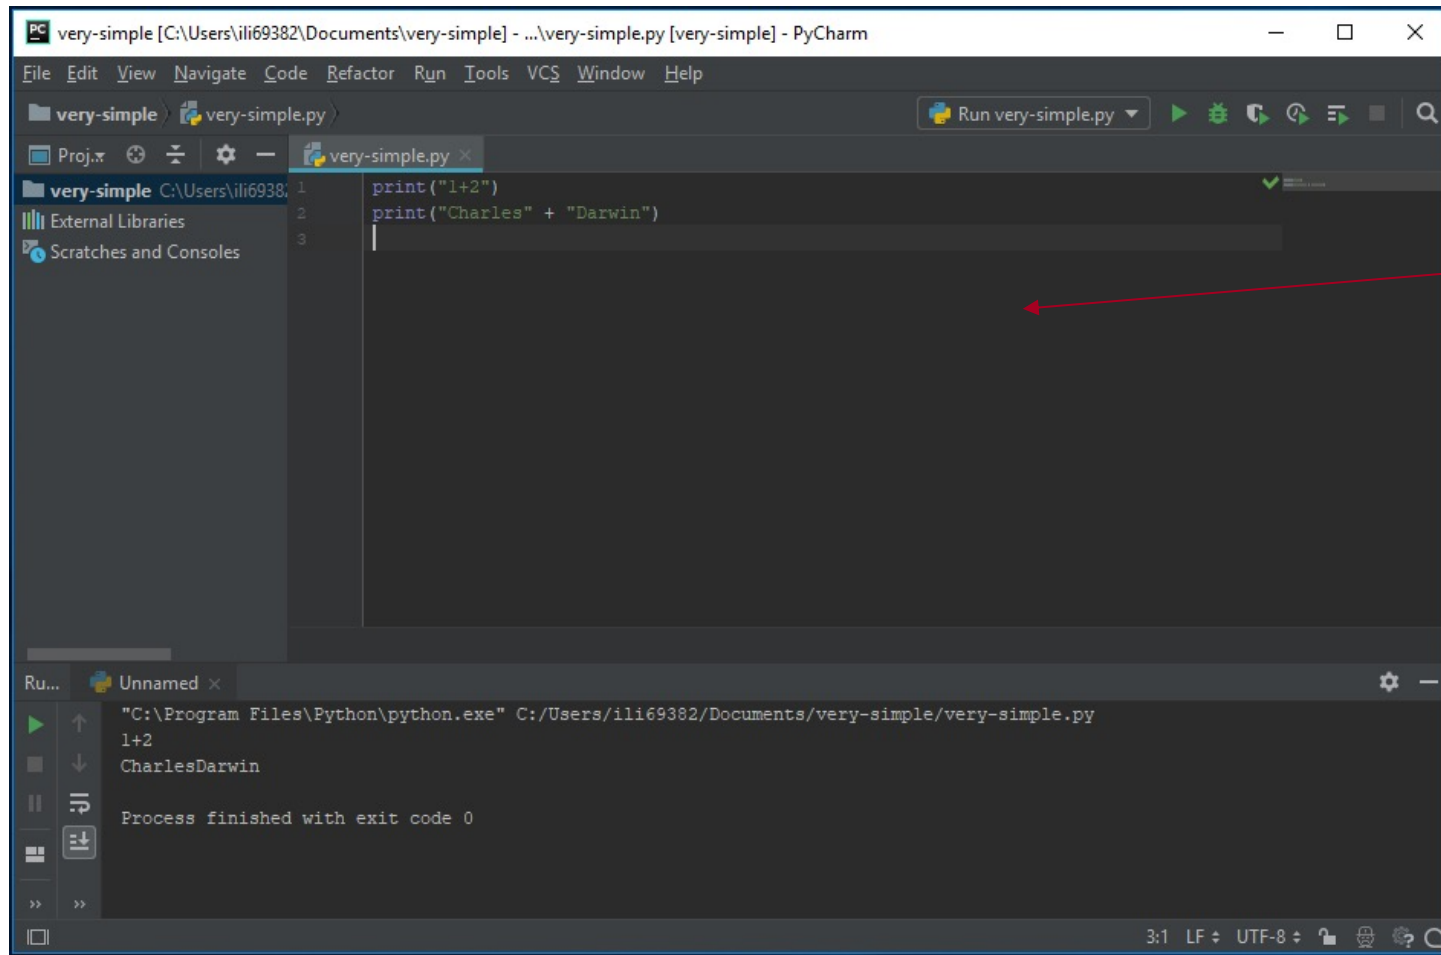 PC very-simple [C:\Users\ili69382\Documents\very-simple] - ...\very-simple.py [very-simple] - PyCharm
File Edit View Navigate Code Refactor Run Tools VCS Window Help
very-simple very-simple.py Run very-simple.py
Proj.. very-simple.py
very-simple C:\Users\ili69382
External Libraries
Scratches and Consoles
1 print("1+2")
2 print("Charles" + "Darwin")
3
Ru... Unnamed
"C:\Program Files\Python\python.exe" C:/Users/ili69382/Documents/very-simple/very-simple.py
1+2
CharlesDarwin
Process finished with exit code 0
3:1 LF UTF-8